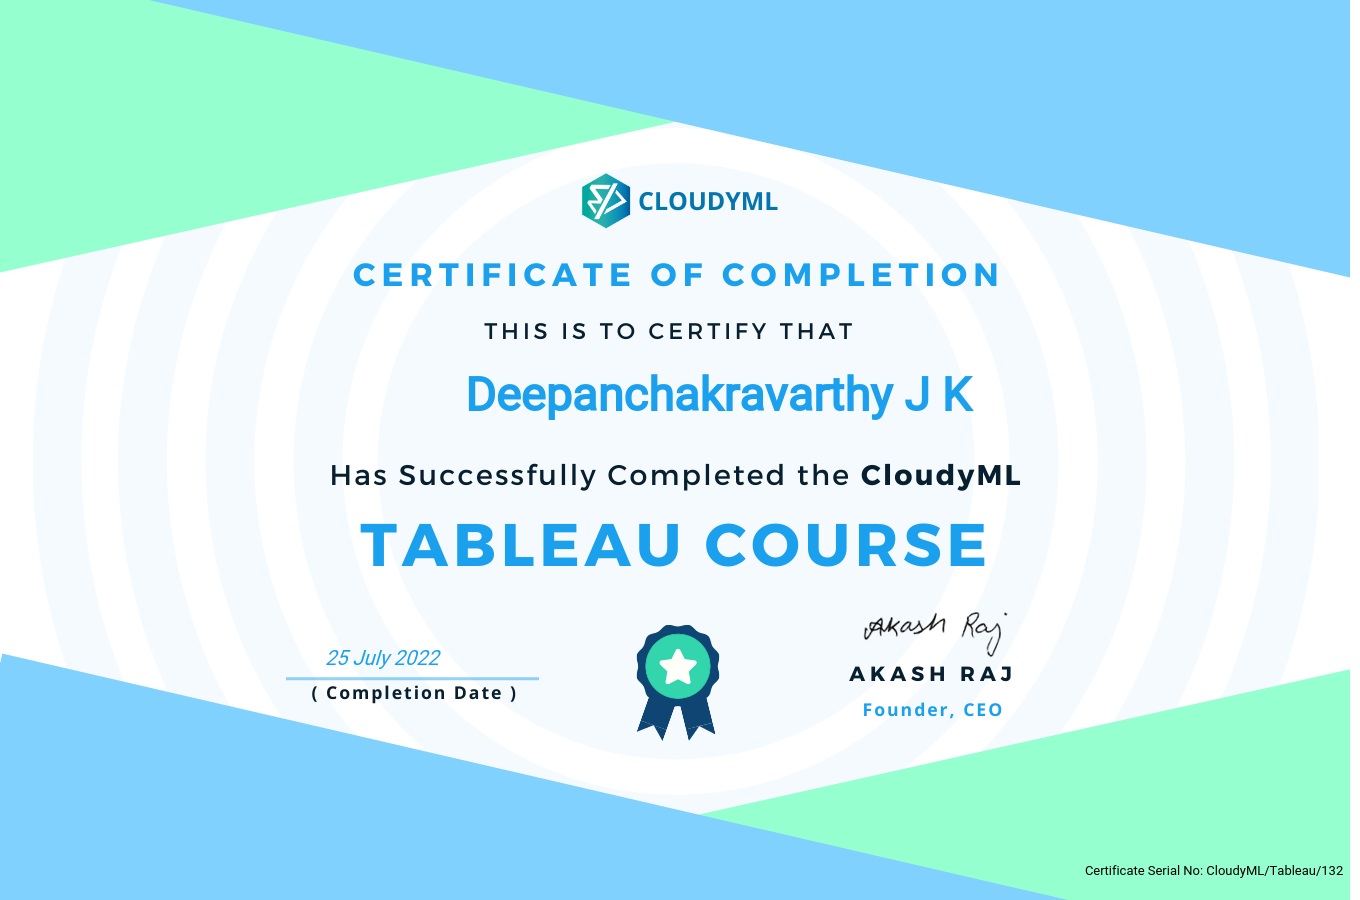 CLOUDYML
CERTIFICATE OF COMPLETION
THIS IS TO CERTIFY THAT
Deepanchakravarthy J K
Has Successfully Completed the CloudyML
TABLEAU COURSE
25 July 2022
( Completion Date )
Akash Raj
AKASH RAJ
Founder, CEO
Certificate Serial No: CloudyML/Tableau/132